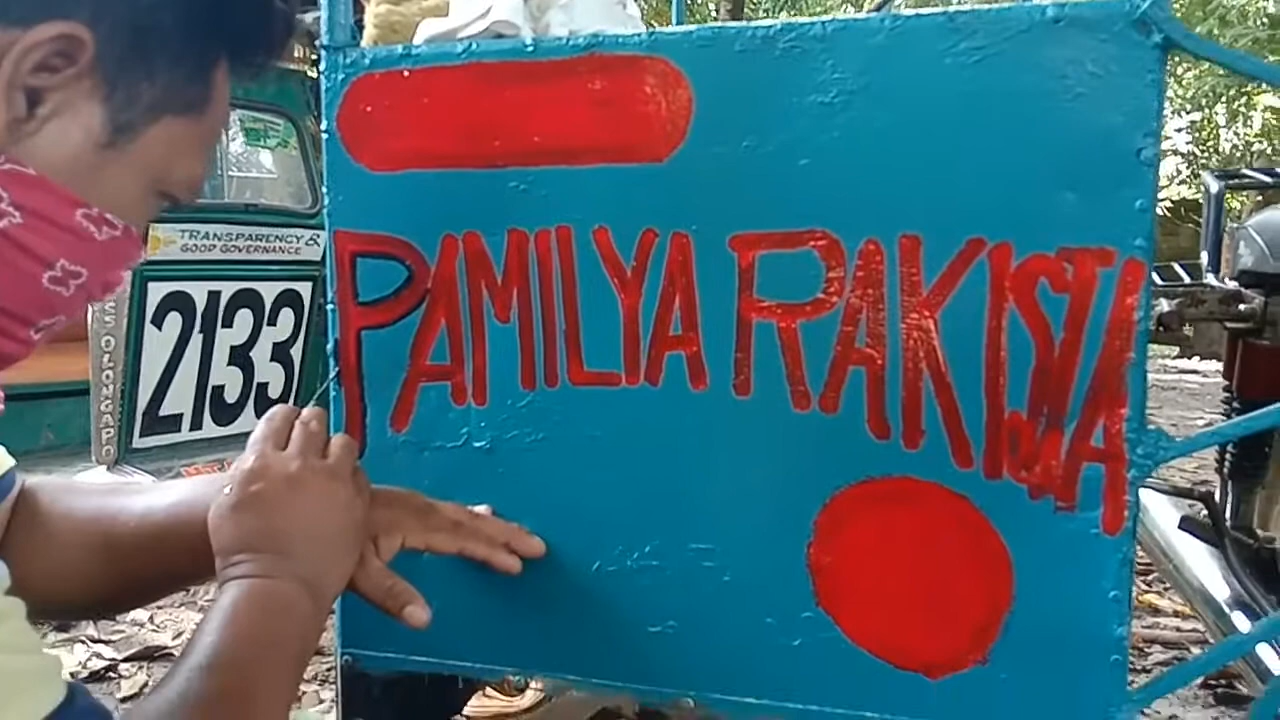 PAMILYA RAKISTA
TRANSPARENCY &
GOOD GOVERNANCE
2133
OLONGAPO